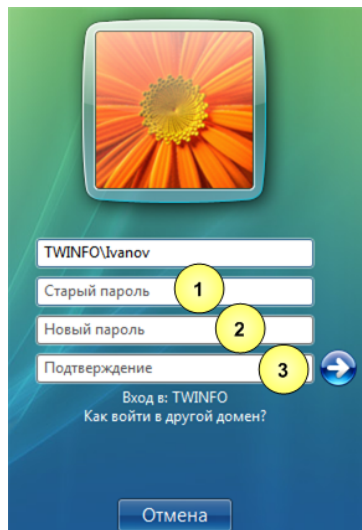 TWINFO\Ivanov
Старый пароль 1
Новый пароль 2
Подтверждение 3
Вход в: TWINFO
Как войти в другой домен?
Отмена